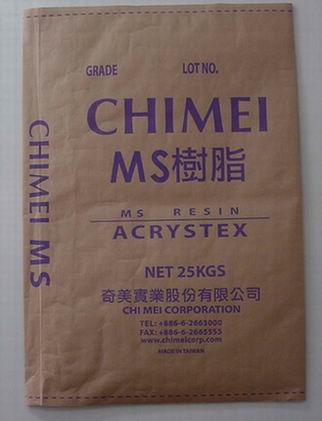 GRADE LOT NO.
CHIMEI
MS樹脂
MS RESIN
ACRYSTEX
NET 25KGS
奇美實業股份有限公司
CHI MEI CORPORATION
TEL: +886-6-2663000
FAX: +886-6-2665555
www.chimeicorp.com
MADE IN TAIWAN
CHIMEI MS